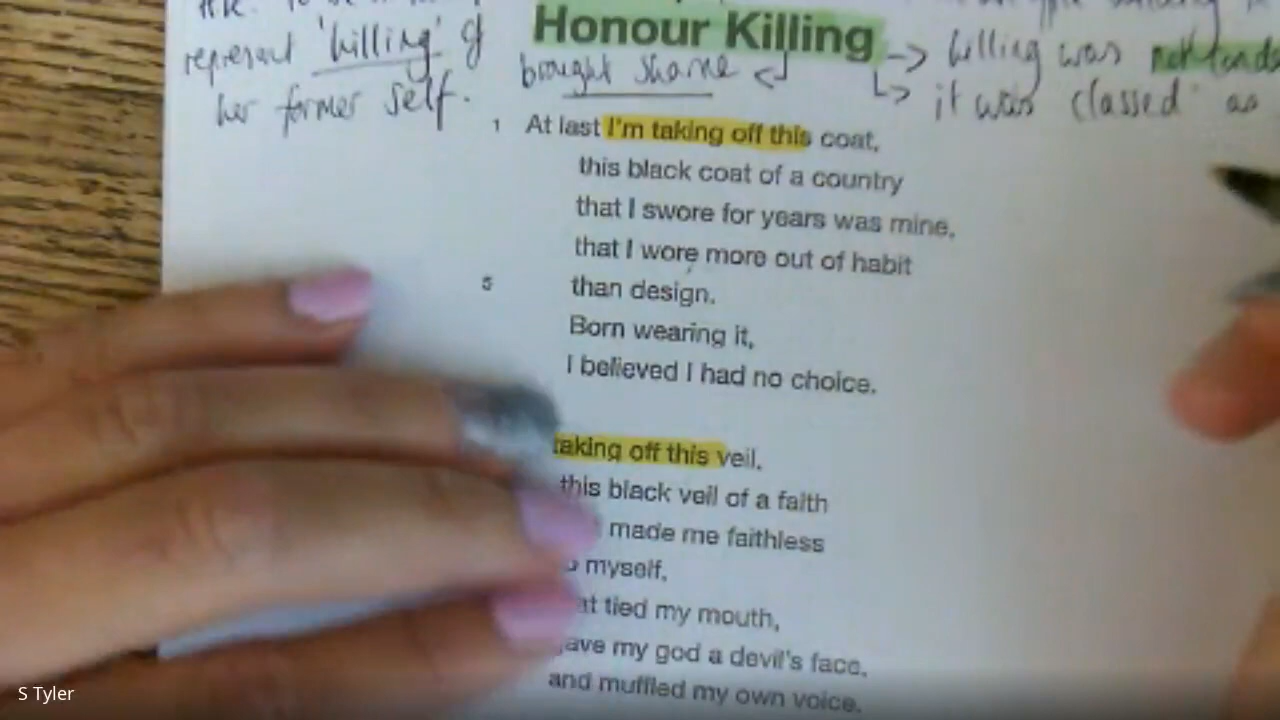 represent 'killing' of
her former self.
Honour Killing
brought shame
killing was
it was classed as
1 At last I'm taking off this coat,
this black coat of a country
that I swore for years was mine,
that I wore more out of habit
5 than design.
Born wearing it,
I believed I had no choice.
taking off this veil,
this black veil of a faith
made me faithless
myself,
tied my mouth,
my god a devil's face,
and muffled my own voice.
S Tyler